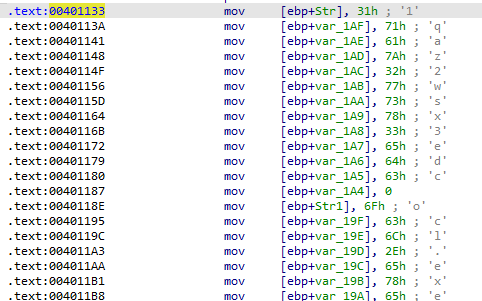 .text:00401133 mov [ebp+Str], 31h ; '1'
.text:0040113A mov [ebp+var_1AF], 71h ; 'q'
.text:00401141 mov [ebp+var_1AE], 61h ; 'a'
.text:00401148 mov [ebp+var_1AD], 7Ah ; 'z'
.text:0040114F mov [ebp+var_1AC], 32h ; '2'
.text:00401156 mov [ebp+var_1AB], 77h ; 'w'
.text:0040115D mov [ebp+var_1AA], 73h ; 's'
.text:00401164 mov [ebp+var_1A9], 78h ; 'x'
.text:0040116B mov [ebp+var_1A8], 33h ; '3'
.text:00401172 mov [ebp+var_1A7], 65h ; 'e'
.text:00401179 mov [ebp+var_1A6], 64h ; 'd'
.text:00401180 mov [ebp+var_1A5], 63h ; 'c'
.text:00401187 mov [ebp+var_1A4], 0
.text:0040118E mov [ebp+Str1], 6Fh ; 'o'
.text:00401195 mov [ebp+var_19F], 63h ; 'c'
.text:0040119C mov [ebp+var_19E], 6Ch ; 'l'
.text:004011A3 mov [ebp+var_19D], 2Eh ; '.'
.text:004011AA mov [ebp+var_19C], 65h ; 'e'
.text:004011B1 mov [ebp+var_19B], 78h ; 'x'
.text:004011B8 mov [ebp+var_19A], 65h ; 'e'